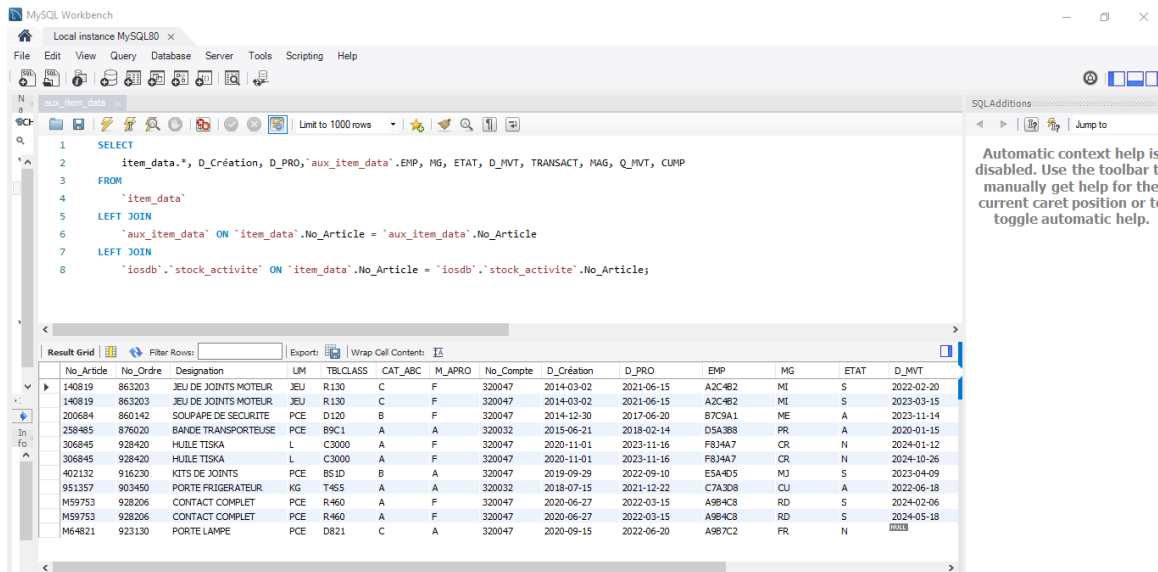 MySQL Workbench
Local instance MySQL80
File Edit View Query Database Server Tools Scripting Help
aux_item_data
SQLAdditions
Limit to 1000 rows
Jump to
1 SELECT
2 item_data.*, D_Création, D_PRO,`aux_item_data`.EMP, MG, ETAT, D_MVT, TRANSACT, MAG, Q_MVT, CUMP
3 FROM
4 `item_data`
5 LEFT JOIN
6 `aux_item_data` ON `item_data`.No_Article = `aux_item_data`.No_Article
7 LEFT JOIN
8 `iosdb`.`stock_activite` ON `item_data`.No_Article = `iosdb`.`stock_activite`.No_Article;
Automatic context help is
disabled. Use the toolbar t
manually get help for the
current caret position or to
toggle automatic help.
Result Grid Filter Rows: Export: Wrap Cell Content:
No_Article No_Ordre Designation UM TBLCLASS CAT_ABC M_APRO No_Compte D_Création D_PRO EMP MG ETAT D_MVT
140819 863203 JEU DE JOINTS MOTEUR JEU R130 C F 320047 2014-03-02 2021-06-15 A2C4B2 MI S 2022-02-20
140819 863203 JEU DE JOINTS MOTEUR JEU R130 C F 320047 2014-03-02 2021-06-15 A2C4B2 MI S 2023-03-15
200684 860142 SOUPAPE DE SECURITE PCE D120 B F 320047 2014-12-30 2017-06-20 B7C9A1 ME A 2023-11-14
258485 876020 BANDE TRANSPORTEUSE PCE B9C1 A A 320032 2015-06-21 2018-02-14 D5A3B8 PR A 2020-01-15
306845 928420 HUILE TISKA L C3000 A F 320047 2020-11-01 2023-11-16 F8J4A7 CR N 2024-01-12
306845 928420 HUILE TISKA L C3000 A F 320047 2020-11-01 2023-11-16 F8J4A7 CR N 2024-10-26
402132 916230 KITS DE JOINTS PCE BS1D B A 320047 2019-09-29 2022-09-10 E5A4D5 MJ S 2023-04-09
951357 903450 PORTE FRIGERATEUR KG T4S5 A A 320032 2018-07-15 2021-12-22 C7A3D8 CU A 2022-06-18
M59753 928206 CONTACT COMPLET PCE R460 A F 320047 2020-06-27 2022-03-15 A9B4C8 RD S 2024-02-06
M59753 928206 CONTACT COMPLET PCE R460 A F 320047 2020-06-27 2022-03-15 A9B4C8 RD S 2024-05-18
M64821 923130 PORTE LAMPE PCE D821 C A 320047 2020-09-15 2022-06-20 A9B7C2 FR N NULL